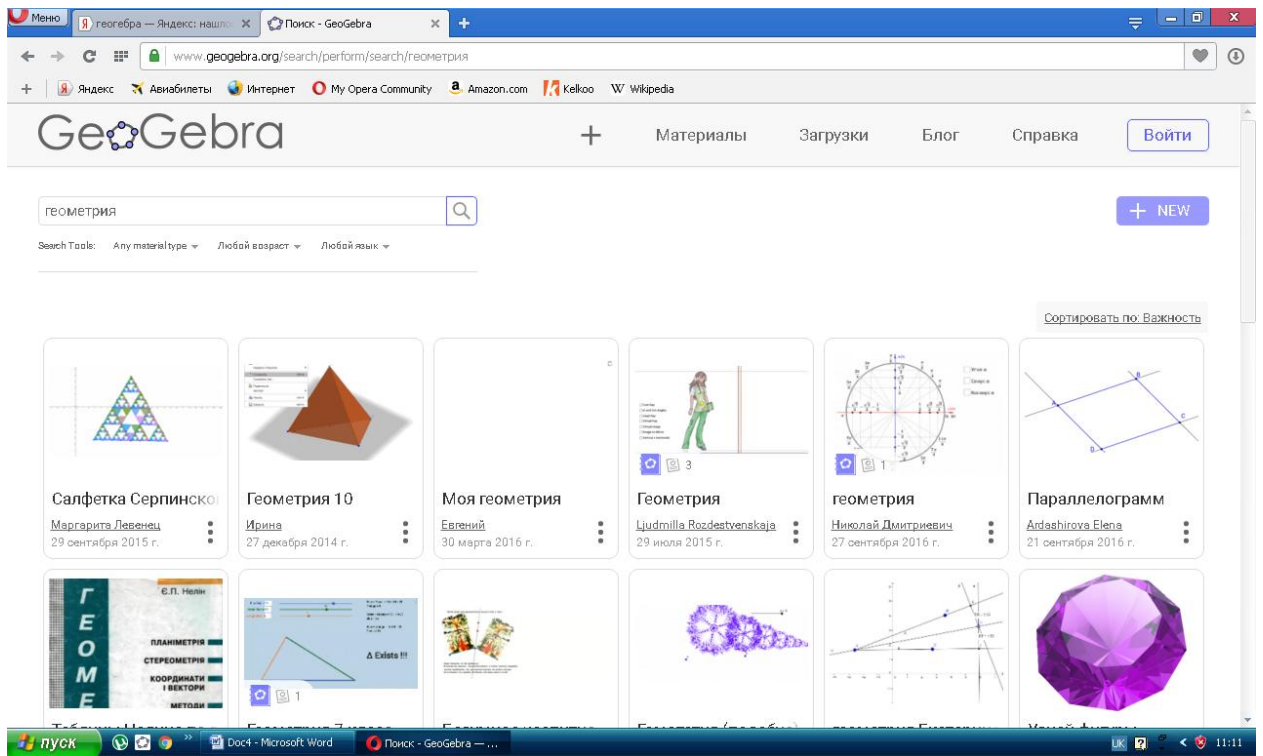 Меню
геогебра — Яндекс: нашло
Поиск - GeoGebra
www.geogebra.org/search/perform/search/геометрия
Яндекс Авиабилеты Интернет My Opera Community Amazon.com Kelkoo Wikipedia
GeoGebra
Материалы Загрузки Блог Справка Войти
геометрия
+ NEW
Search Tools: Any material type Любой возраст Любой язык
Сортировать по: Важность
3
1
Салфетка Серпинско
Маргарита Левенец
29 сентября 2015 г.
Геометрия 10
Ирина
27 декабря 2014 г.
Моя геометрия
Евгений
30 марта 2016 г.
Геометрия
Ljudmilla Rozdestvenskaja
29 июля 2015 г.
геометрия
Николай Дмитриевич
27 сентября 2016 г.
A B C D
Параллелограмм
Ardashirova Elena
21 сентября 2016 г.
ГЕОМЕ
Є.П. Нелін
ПЛАНІМЕТРІЯ
СТЕРЕОМЕТРІЯ
КООРДИНАТИ
І ВЕКТОРИ
МЕТОДИ
Δ Exists !!!
1
пуск
Doc4 - Microsoft Word
Поиск - GeoGebra — ...
UK
11:11